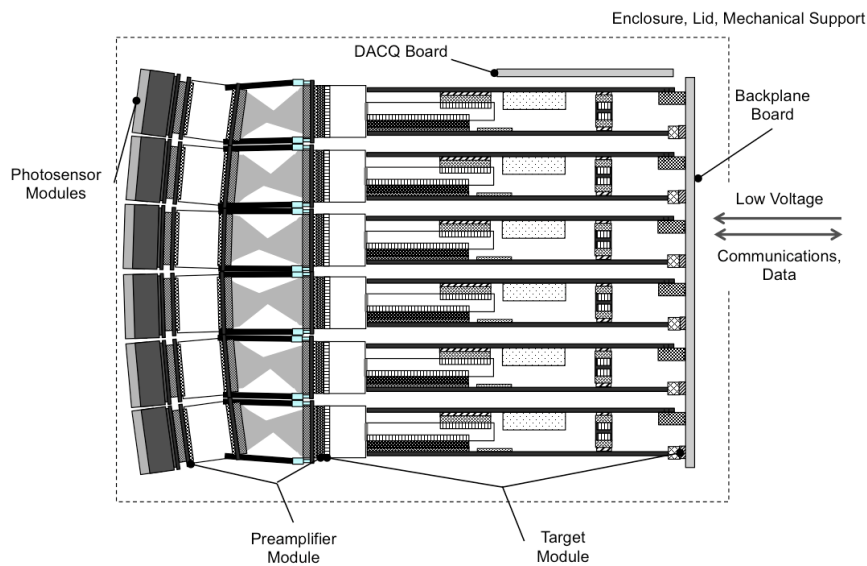 Enclosure, Lid, Mechanical Support
DACQ Board
Backplane
Board
Photosensor
Modules
Low Voltage
Communications,
Data
Preamplifier
Module
Target
Module